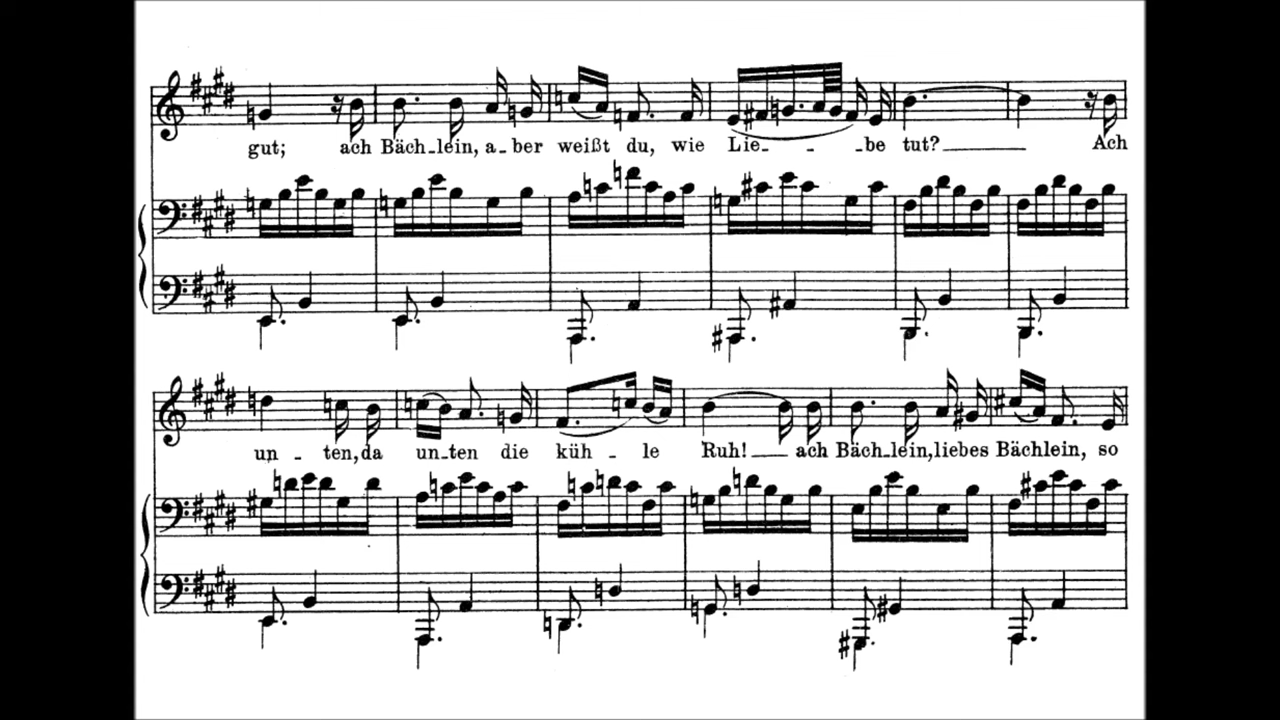 gut; ach Bäch-lein, a-ber weißt du, wie Lie- - - -be tut? Ach
un - ten, da un-ten die küh - le Ruh! ach Bäch-lein, liebes Bächlein, so